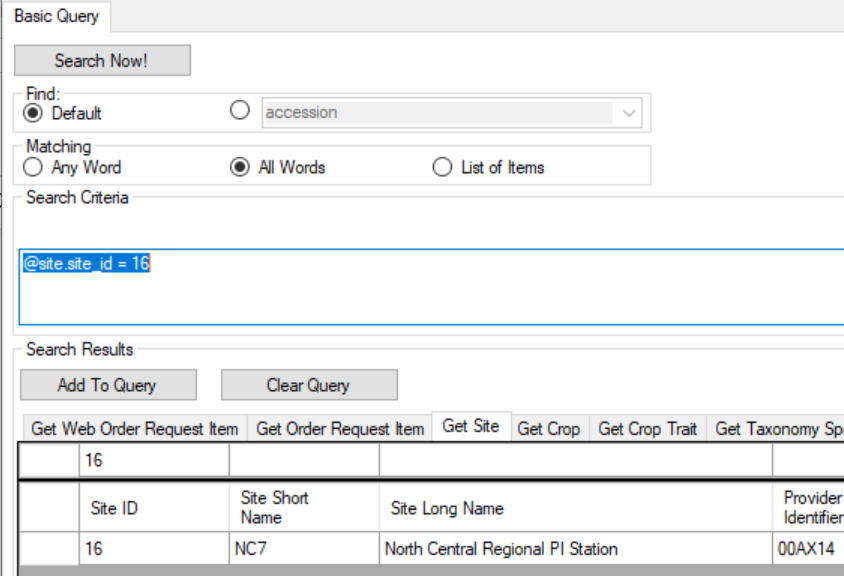 Basic Query
Search Now!
Find:
Default
accession
Matching
Any Word All Words List of Items
Search Criteria
@site.site_id = 16
Search Results
Add To Query Clear Query
Get Web Order Request Item Get Order Request Item Get Site Get Crop Get Crop Trait Get Taxonomy Sp
16
Site ID Site Short Name Site Long Name Provider Identifier
16 NC7 North Central Regional PI Station 00AX14